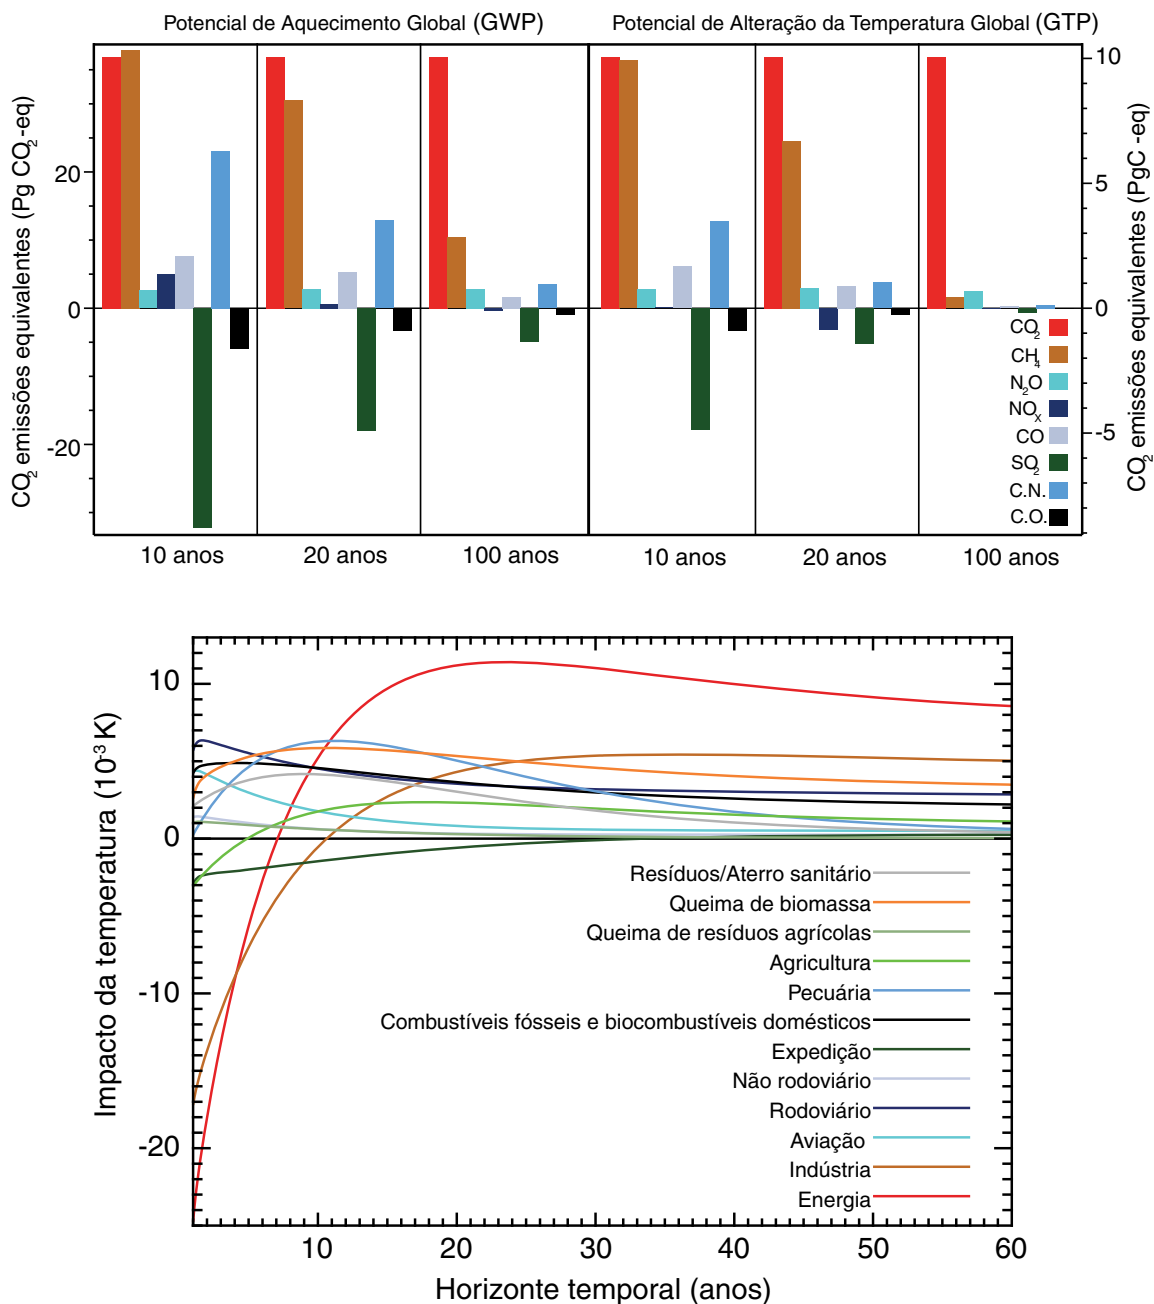 Potencial de Aquecimento Global (GWP)
Potencial de Alteração da Temperatura Global (GTP)
CO₂ emissões equivalentes (Pg CO₂-eq)
20
0
-20
10 anos
20 anos
100 anos
10 anos
20 anos
100 anos
10
5
0
-5
CO₂ emissões equivalentes (PgC -eq)
CO₂
CH₄
N₂O
NOₓ
CO
SO₂
C.N.
C.O.
Impacto da temperatura (10⁻³ K)
10
0
-10
-20
Resíduos/Aterro sanitário
Queima de biomassa
Queima de resíduos agrícolas
Agricultura
Pecuária
Combustíveis fósseis e biocombustíveis domésticos
Expedição
Não rodoviário
Rodoviário
Aviação
Indústria
Energia
10
20
30
40
50
60
Horizonte temporal (anos)